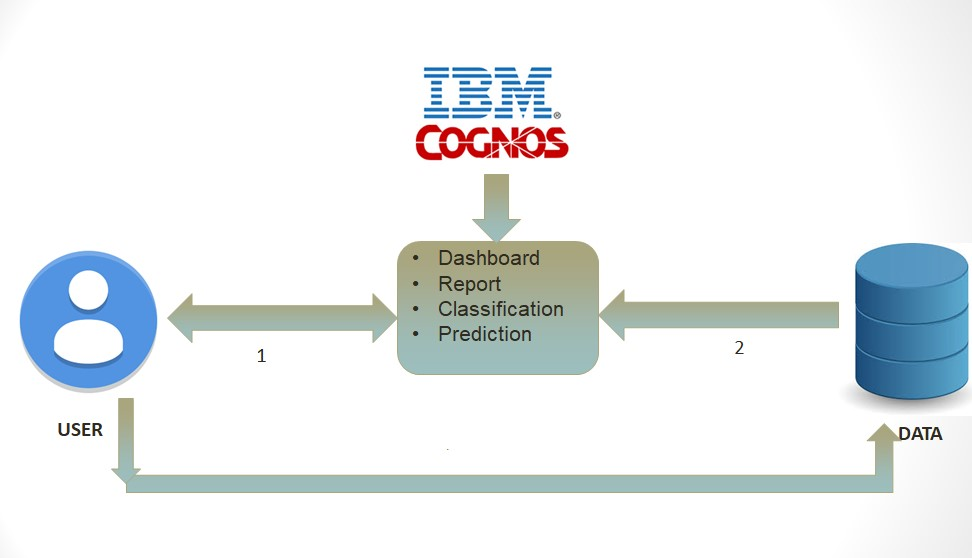 IBM®
COGNOS
• Dashboard
• Report
• Classification
• Prediction
1
2
USER
DATA